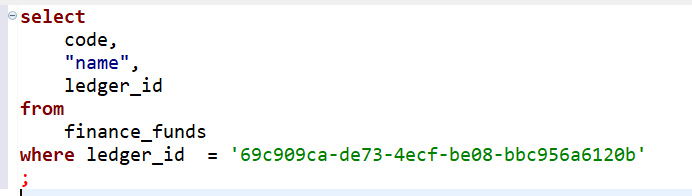 select
    code,
    "name",
    ledger_id
from
    finance_funds
where ledger_id  = '69c909ca-de73-4ecf-be08-bbc956a6120b'
;